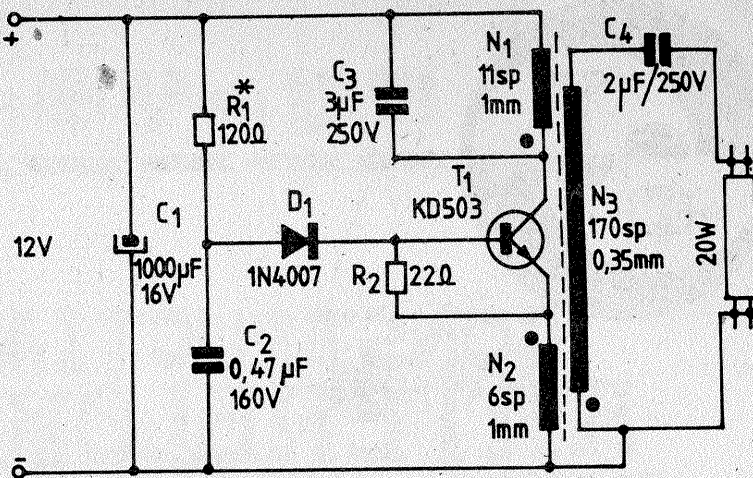 +
12V
C1
1000µF
16V
*
R1
120Ω
C2
0,47µF
160V
D1
1N4007
C3
3µF
250V
R2
22Ω
T1
KD503
N1
11sp
1mm
N2
6sp
1mm
N3
170sp
0,35mm
C4
2µF/250V
20W
-